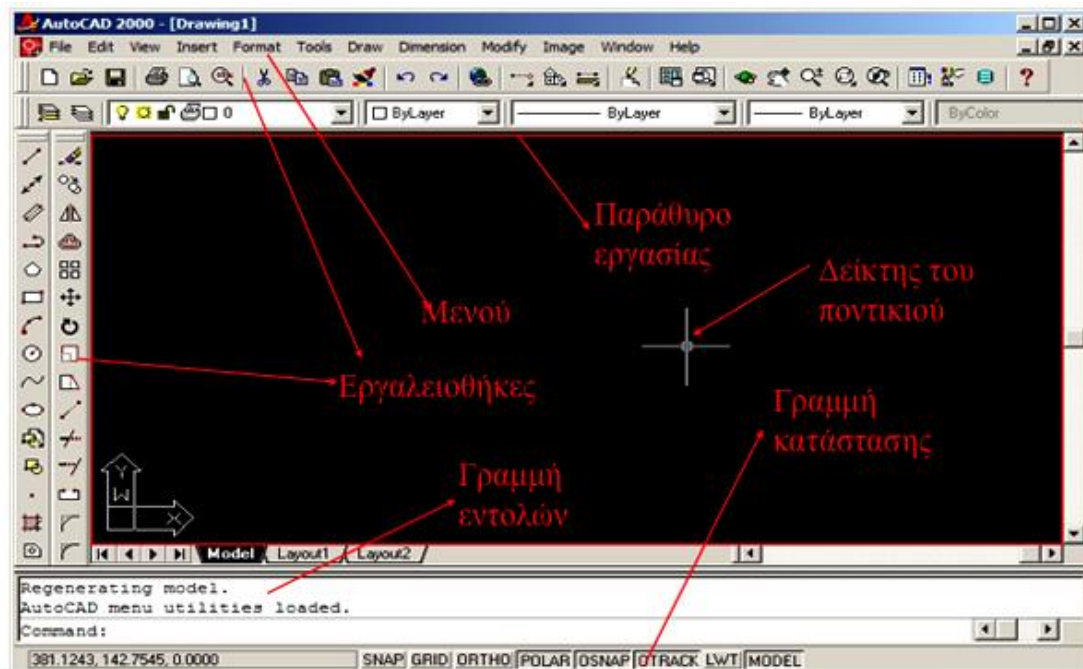 AutoCAD 2000 - [Drawing1]
File Edit View Insert Format Tools Draw Dimension Modify Image Window Help
0 ByLayer ByLayer ByLayer ByColor
Παράθυρο
εργασίας
Δείκτης του
ποντικιού
Μενού
Εργαλειοθήκες
Γραμμή
κατάστασης
Γραμμή
εντολών
Y
W
X
Model Layout1 Layout2
Regenerating model.
AutoCAD menu utilities loaded.
Command:
381.1243, 142.7545, 0.0000 SNAP GRID ORTHO POLAR OSNAP OTRACK LWT MODEL